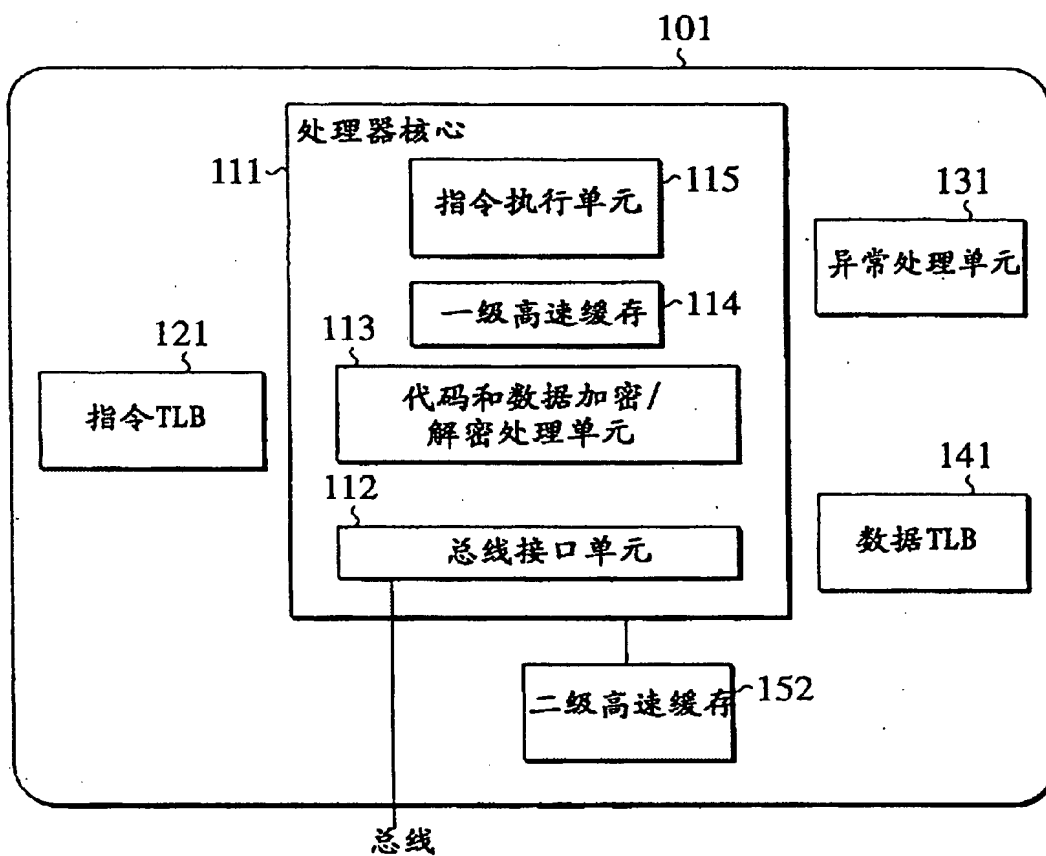 101
处理器核心
111
指令执行单元
115
131
异常处理单元
一级高速缓存
114
113
121
代码和数据加密/
解密处理单元
指令TLB
112
141
总线接口单元
数据TLB
二级高速缓存
152
总线